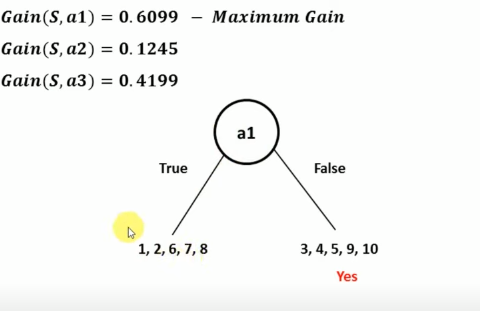 Gain(S, a1) = 0.6099 − Maximum Gain
Gain(S, a2) = 0.1245
Gain(S, a3) = 0.4199
a1
True False
1, 2, 6, 7, 8 3, 4, 5, 9, 10
Yes